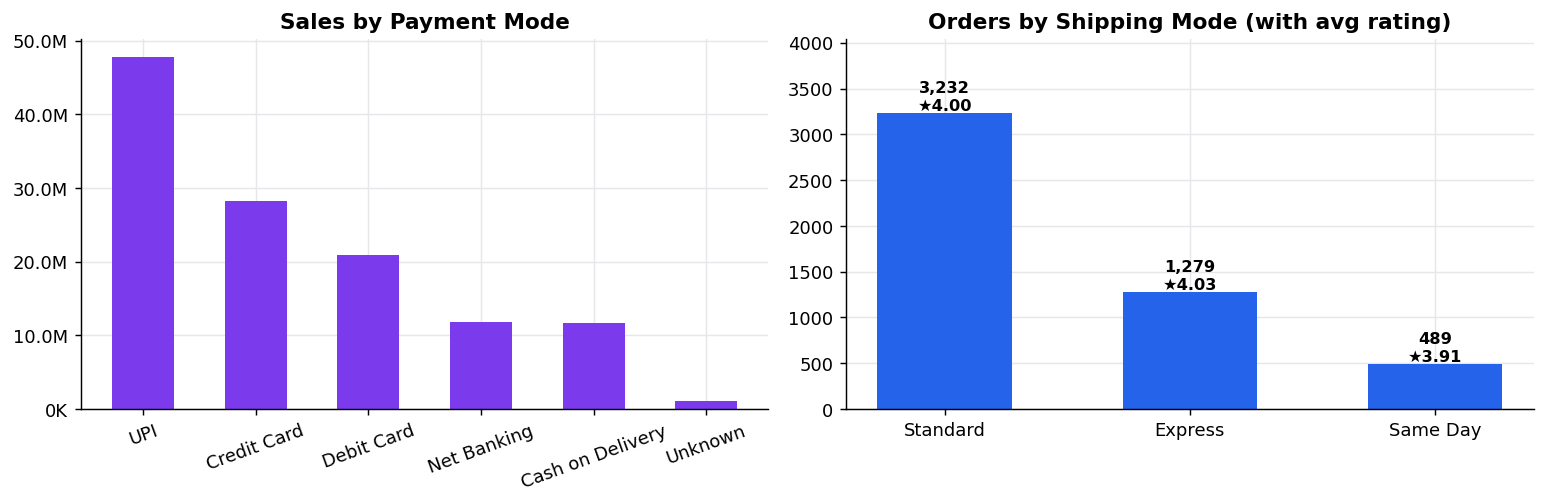 Sales by Payment Mode
50.0M
40.0M
30.0M
20.0M
10.0M
0K
UPI
Credit Card
Debit Card
Net Banking
Cash on Delivery
Unknown
Orders by Shipping Mode (with avg rating)
4000
3500
3000
2500
2000
1500
1000
500
0
3,232
★4.00
1,279
★4.03
489
★3.91
Standard
Express
Same Day